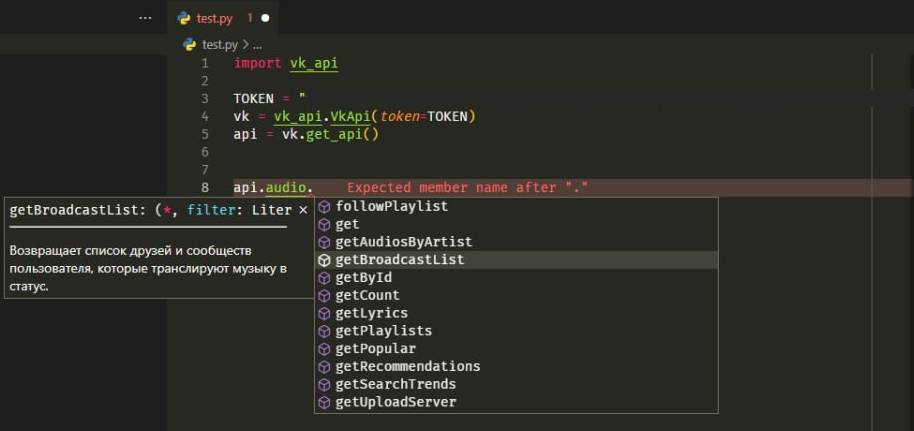 ... test.py 1
test.py > ...
1 import vk_api
2
3 TOKEN = "
4 vk = vk_api.VkApi(token=TOKEN)
5 api = vk.get_api()
6
7
8 api.audio. Expected member name after "."
getBroadcastList: (*, filter: Liter ×
Возвращает список друзей и сообществ
пользователя, которые транслируют музыку в
статус.
followPlaylist
get
getAudiosByArtist
getBroadcastList
getById
getCount
getLyrics
getPlaylists
getPopular
getRecommendations
getSearchTrends
getUploadServer